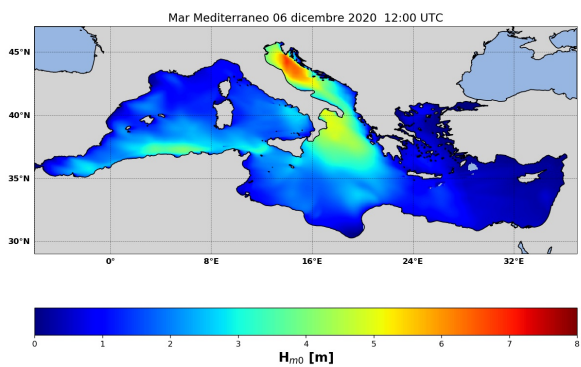 Mar Mediterraneo 06 dicembre 2020 12:00 UTC
45°N
40°N
35°N
30°N
0° 8°E 16°E 24°E 32°E
0 1 2 3 4 5 6 7 8
Hm0 [m]